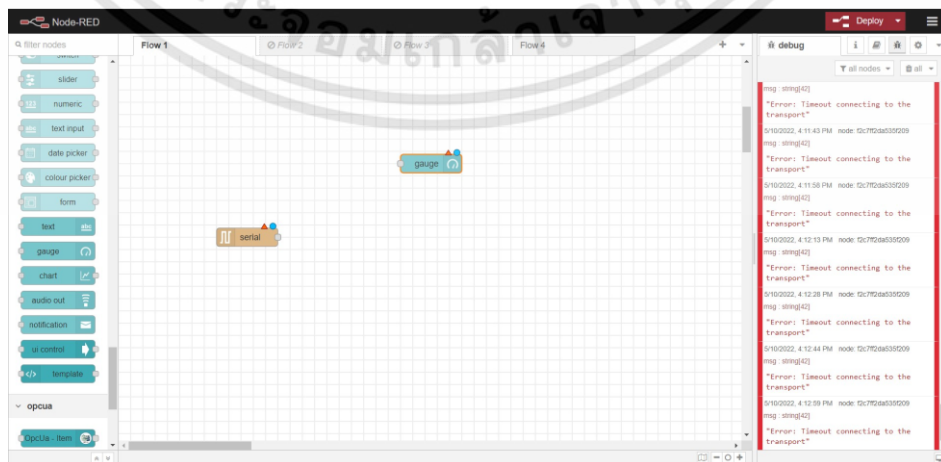 Node-RED
Deploy
filter nodes
Flow 1
Flow 2
Flow 3
Flow 4
debug
all nodes
all
slider
numeric
text input
date picker
colour picker
form
text
gauge
chart
audio out
notification
ui control
template
opcua
OpcUa - Item
gauge
serial
msg : string[42]
"Error: Timeout connecting to the
transport"
5/10/2022, 4:11:43 PM node: f2c7ff2da535f209
msg : string[42]
"Error: Timeout connecting to the
transport"
5/10/2022, 4:11:58 PM node: f2c7ff2da535f209
msg : string[42]
"Error: Timeout connecting to the
transport"
5/10/2022, 4:12:13 PM node: f2c7ff2da535f209
msg : string[42]
"Error: Timeout connecting to the
transport"
5/10/2022, 4:12:28 PM node: f2c7ff2da535f209
msg : string[42]
"Error: Timeout connecting to the
transport"
5/10/2022, 4:12:44 PM node: f2c7ff2da535f209
msg : string[42]
"Error: Timeout connecting to the
transport"
5/10/2022, 4:12:59 PM node: f2c7ff2da535f209
msg : string[42]
"Error: Timeout connecting to the
transport"